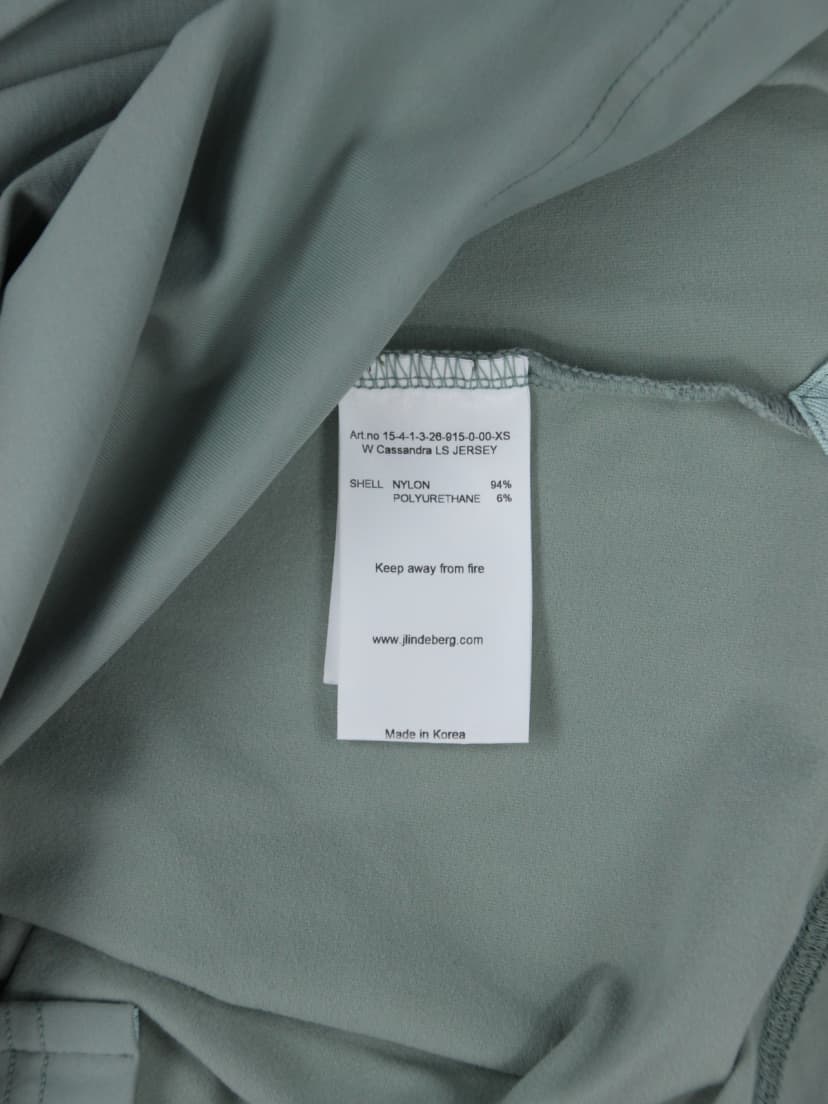 Art.no 15-4-1-3-26-915-0-00-XS
W Cassandra LS JERSEY
SHELL NYLON 94%
POLYURETHANE 6%
Keep away from fire
www.jlindeberg.com
Made in Korea